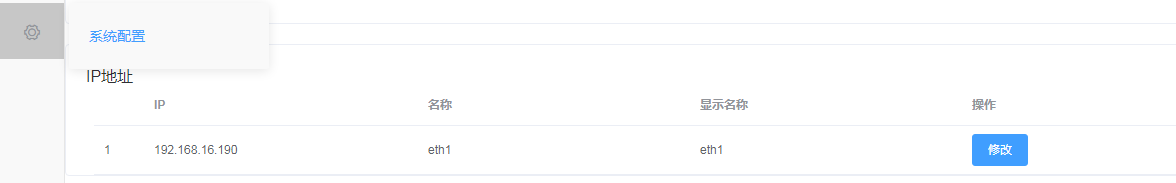 系统配置
IP地址
IP 名称 显示名称 操作
1 192.168.16.190 eth1 eth1 修改